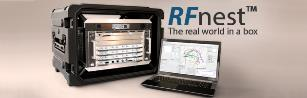 RFnest™
The real world in a box